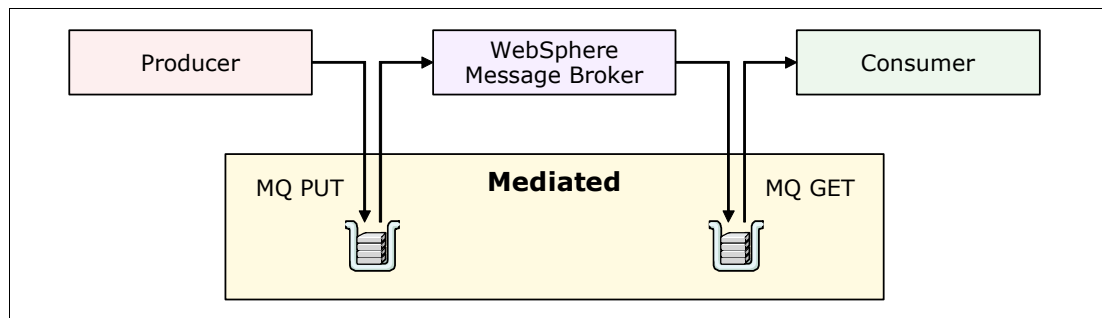 Producer
WebSphere
Message Broker
Consumer
MQ PUT
Mediated
MQ GET